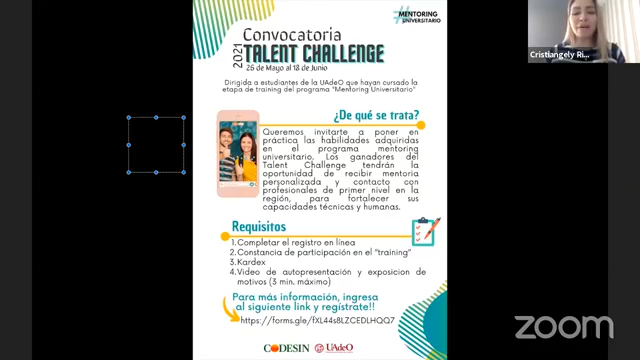 #MENTORING
UNIVERSITARIO
Convocatoria
2021
TALENT CHALLENGE
26 de Mayo al 18 de Junio
Dirigida a estudiantes de la UAdeO que hayan cursado la
etapa de training del programa "Mentoring Universitario"
¿De qué se trata?
Queremos invitarte a poner en
práctica las habilidades adquiridas
en el programa mentoring
universitario. Los ganadores del
Talent Challenge tendrán la
oportunidad de recibir mentoria
personalizada y contacto con
profesionales de primer nivel en la
región, para fortalecer sus
capacidades técnicas y humanas.
Requisitos
1. Completar el registro en línea
2. Constancia de participación en el "training"
3. Kardex
4. Video de autopresentación y exposicion de
motivos (3 min. máximo)
Para más información, ingresa
al siguiente link y regístrate!!
https://forms.gle/fXL44s8LZCEDLHQQ7
CODESIN
UAdeO
Cristiangely Ri...
zoom